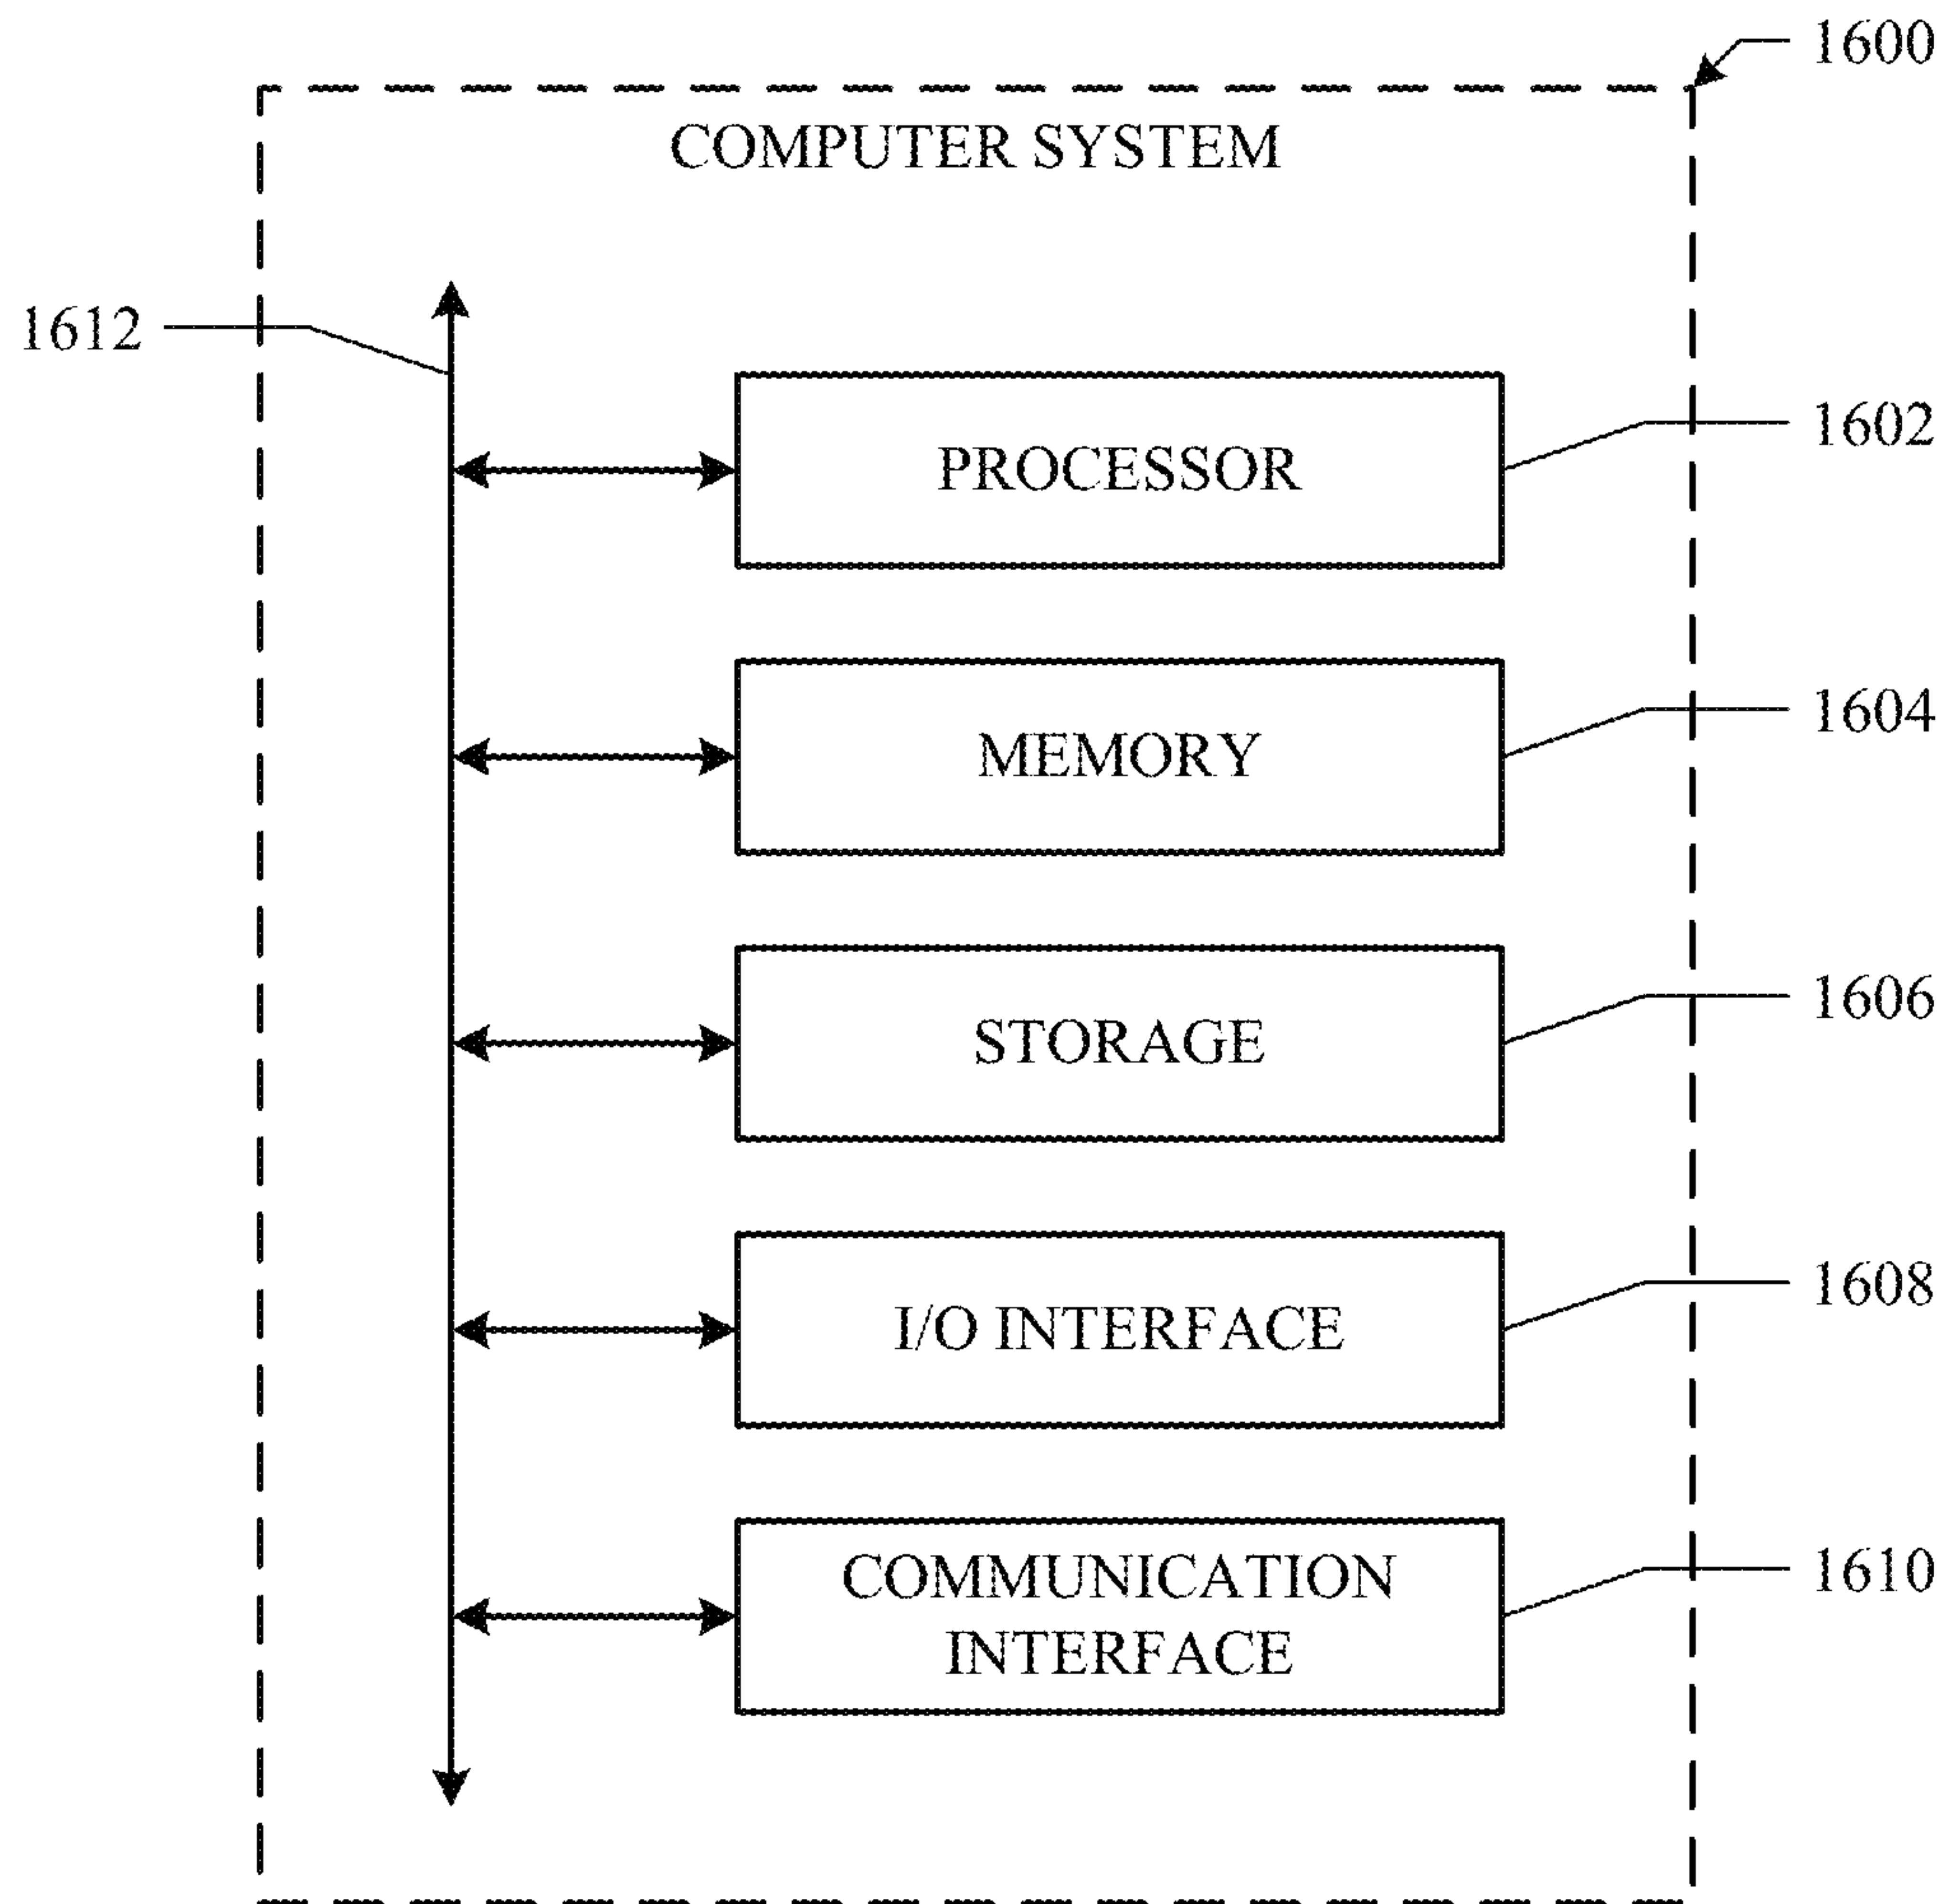 1600
COMPUTER SYSTEM
1612
PROCESSOR
1602
MEMORY
1604
STORAGE
1606
I/O INTERFACE
1608
COMMUNICATION
INTERFACE
1610